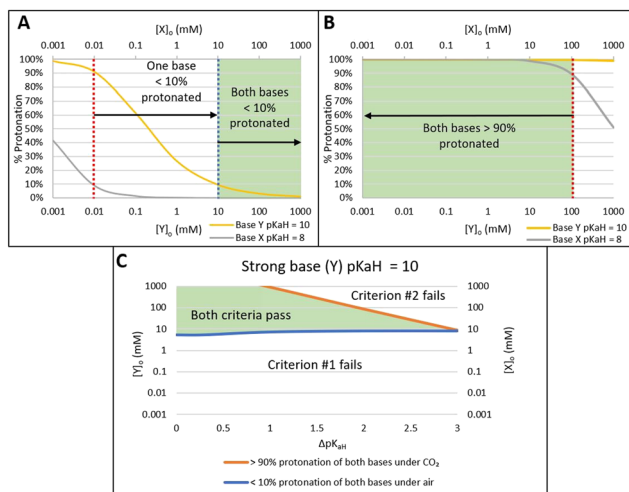 A
[X]₀ (mM)
0.001 0.01 0.1 1 10 100 1000
100%
90%
80%
70%
60%
50%
40%
30%
20%
10%
0%
% Protonation
One base
< 10%
protonated
Both bases
< 10%
protonated
0.001 0.01 0.1 1 10 100 1000
[Y]₀ (mM)
Base Y pKaH = 10
Base X pKaH = 8
B
[X]₀ (mM)
0.001 0.01 0.1 1 10 100 1000
100%
90%
80%
70%
60%
50%
40%
30%
20%
10%
0%
% Protonation
Both bases > 90%
protonated
0.001 0.01 0.1 1 10 100 1000
[Y]₀ (mM)
Base Y pKaH = 10
Base X pKaH = 8
C
Strong base (Y) pKaH = 10
1000
100
10
1
0.1
0.01
0.001
[Y]₀ (mM)
Criterion #2 fails
Both criteria pass
Criterion #1 fails
1000
100
10
1
0.1
0.01
0.001
[X]₀ (mM)
0 0.5 1 1.5 2 2.5 3
ΔpKₐH
> 90% protonation of both bases under CO₂
< 10% protonation of both bases under air